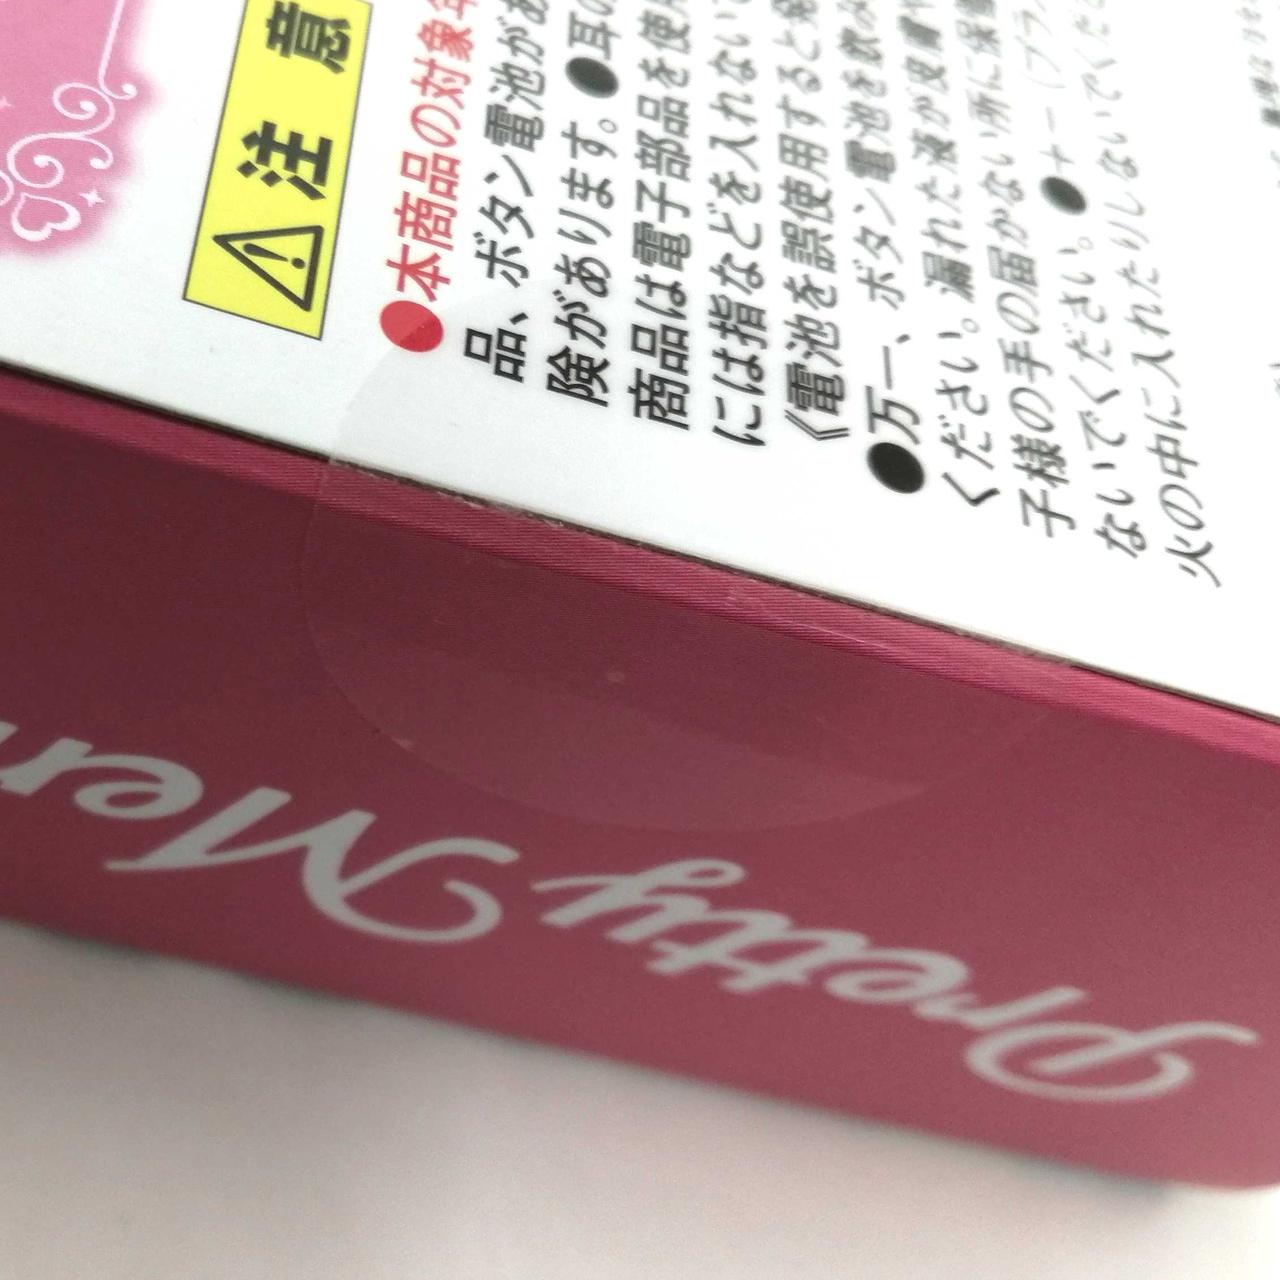 注意
●本商品の対象年
品、ボタン電池があ
険があります。●耳の
商品は電子部品を使用
には指などを入れない
《電池を誤使用すると発
●万一、ボタン電池を飲み
ください。漏れた液が皮膚や
子様の手の届かない所に保
ないでください。●＋－(プラ
火の中に入れたりしないでくだ
Pretty Mer